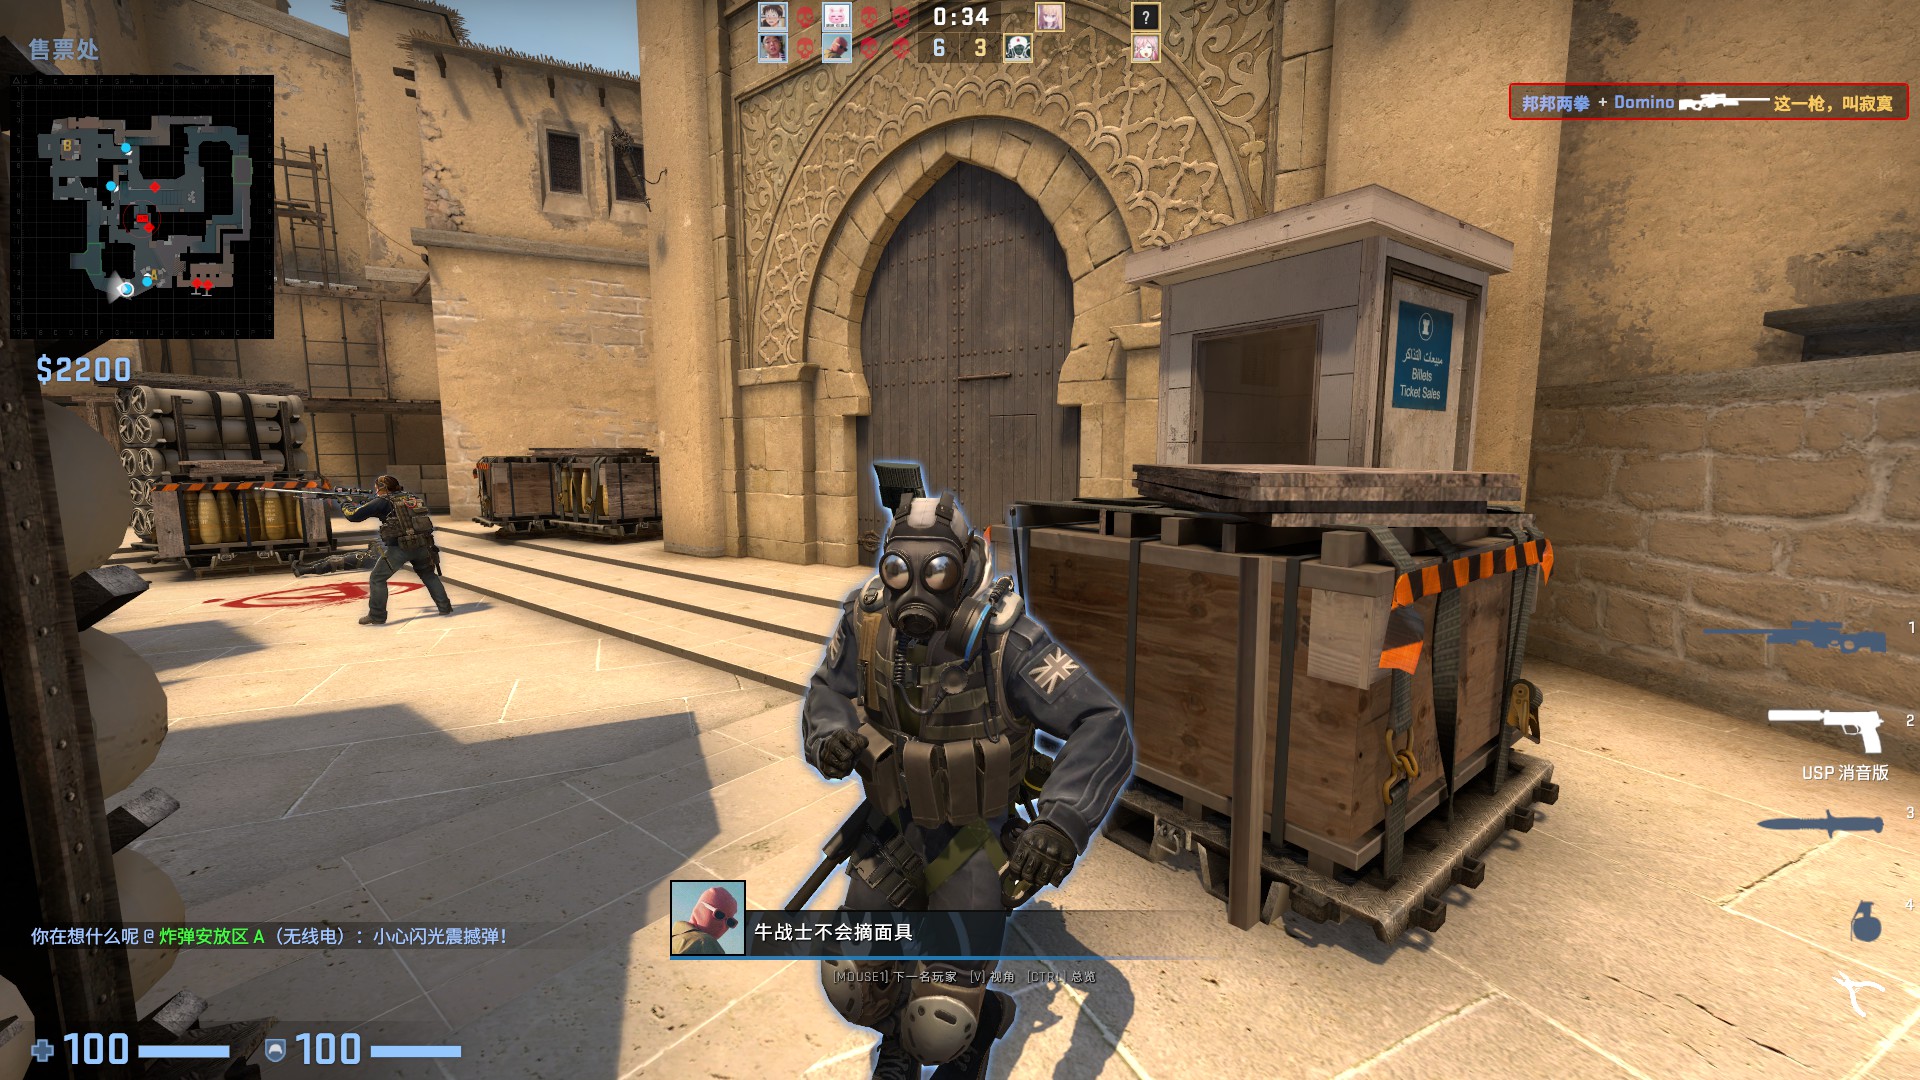 售票处
B
A
$2200
0:34
6 3
?
邦邦两拳 + Domino 这一枪，叫寂寞
مبيعات التذاكر
Billets
Ticket Sales
1
2
USP 消音版
3
4
你在想什么呢 @ 炸弹安放区 A（无线电）：小心闪光震撼弹！
牛战士不会摘面具
[MOUSE1] 下一名玩家 [V] 视角 [CTRL] 总览
100 100